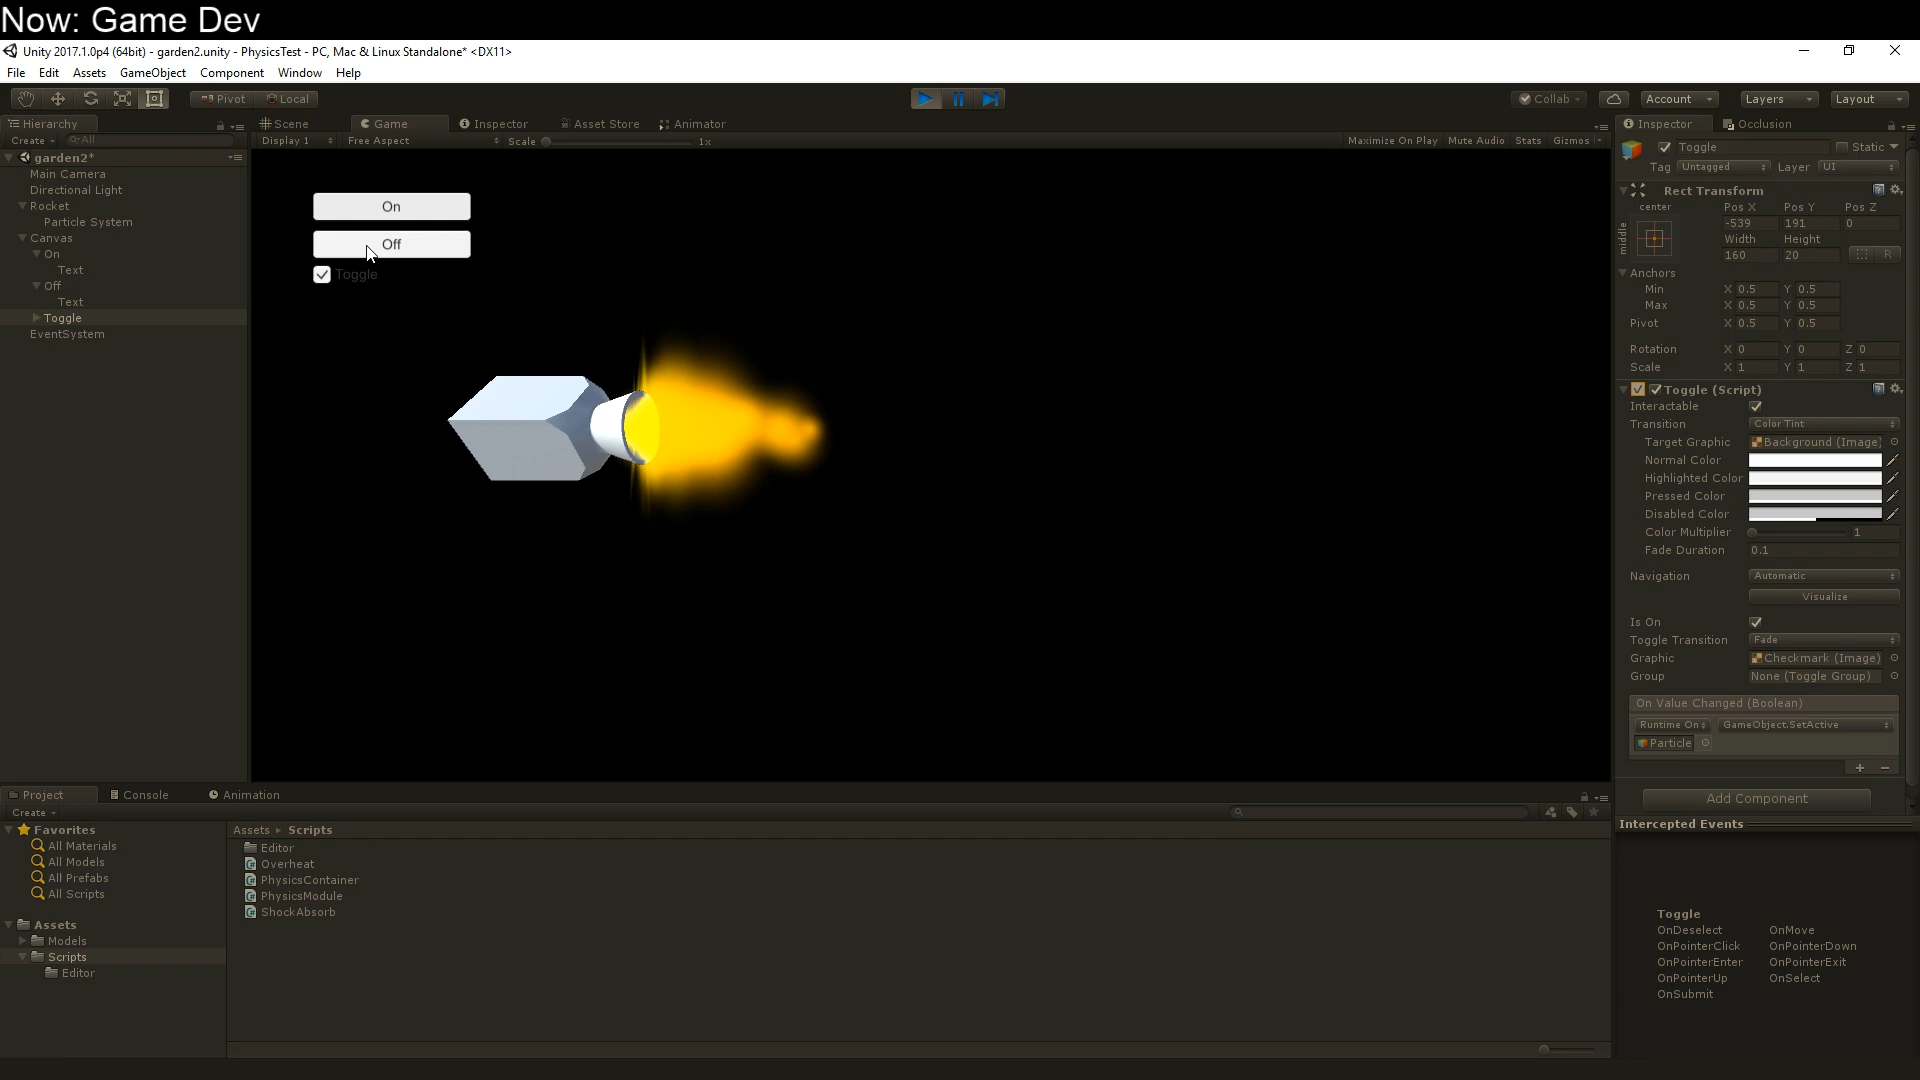 Now: Game Dev
Unity 2017.1.0p4 (64bit) - garden2.unity - PhysicsTest - PC, Mac & Linux Standalone* <DX11>
File Edit Assets GameObject Component Window Help
Pivot Local Collab Account Layers Layout
Hierarchy Scene Game Inspector Asset Store Animator Inspector Occlusion
Create All Display 1 Free Aspect Scale 1x Maximize On Play Mute Audio Stats Gizmos
garden2*
Main Camera
Directional Light
Rocket
Particle System
Canvas
On
Text
Off
Text
Toggle
EventSystem
On
Off
Toggle
Toggle Static
Tag Untagged Layer UI
Rect Transform
center Pos X Pos Y Pos Z
middle
-539 191 0
Width Height
160 20 R
Anchors
Min X 0.5 Y 0.5
Max X 0.5 Y 0.5
Pivot X 0.5 Y 0.5
Rotation X 0 Y 0 Z 0
Scale X 1 Y 1 Z 1
Toggle (Script)
Interactable
Transition Color Tint
Target Graphic Background (Image)
Normal Color
Highlighted Color
Pressed Color
Disabled Color
Color Multiplier 1
Fade Duration 0.1
Navigation Automatic
Visualize
Is On
Toggle Transition Fade
Graphic Checkmark (Image)
Group None (Toggle Group)
On Value Changed (Boolean)
Runtime On GameObject.SetActive
Particle
+ −
Add Component
Intercepted Events
Toggle
OnDeselect OnMove
OnPointerClick OnPointerDown
OnPointerEnter OnPointerExit
OnPointerUp OnSelect
OnSubmit
Project Console Animation
Create
Favorites
All Materials
All Models
All Prefabs
All Scripts
Assets
Models
Scripts
Editor
Assets Scripts
Editor
Overheat
PhysicsContainer
PhysicsModule
ShockAbsorb